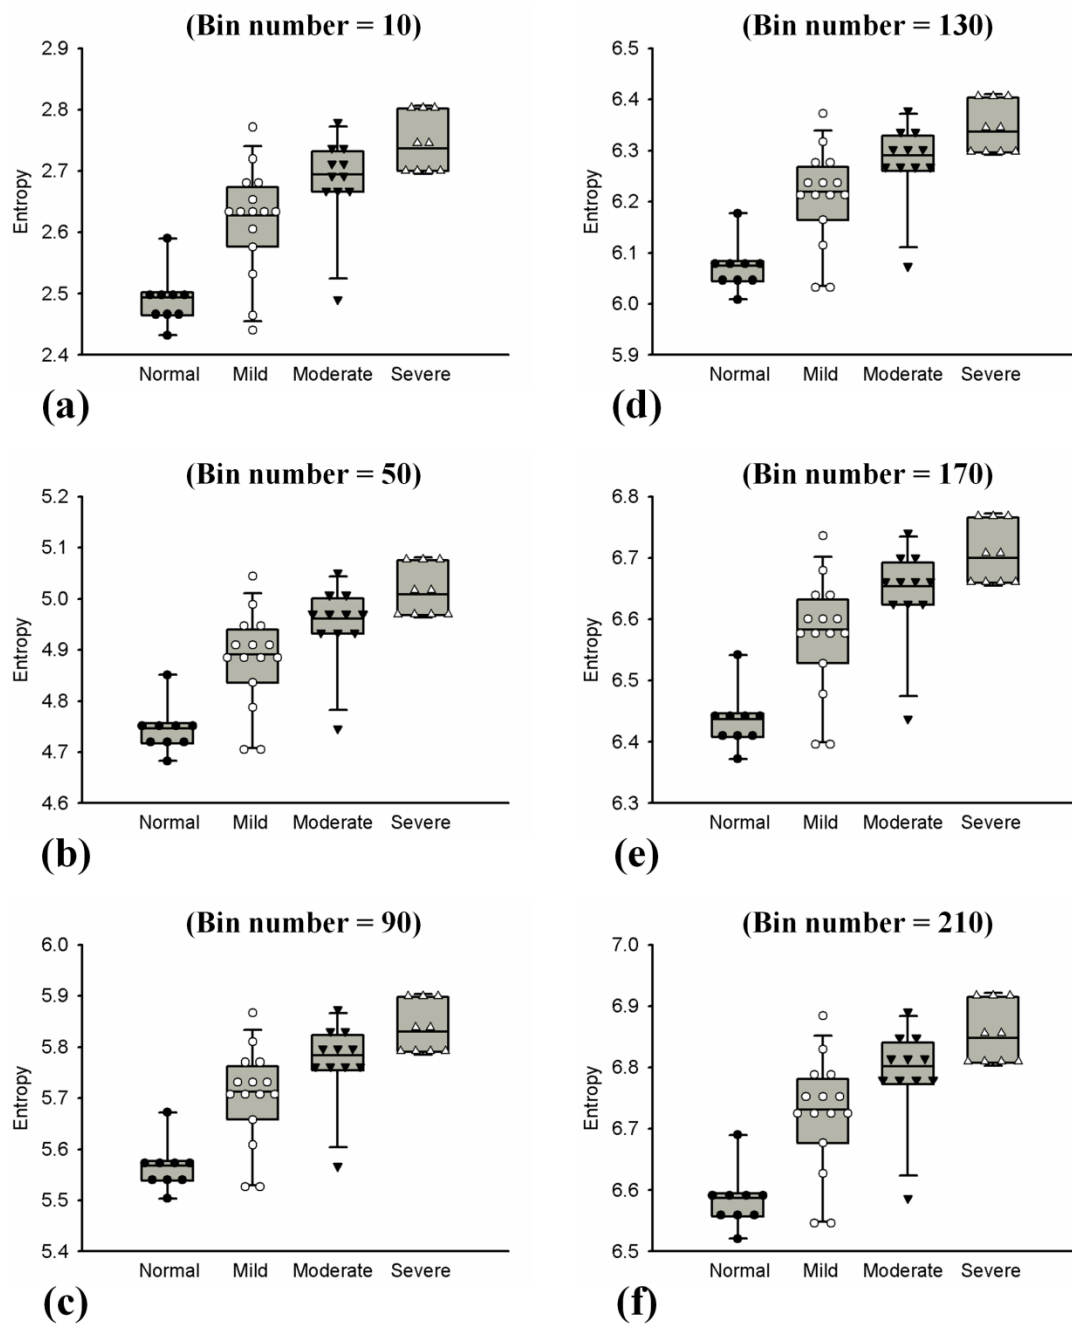 (Bin number = 10)
2.9
2.8
2.7
2.6
2.5
2.4
Entropy
Normal Mild Moderate Severe
(a)
(Bin number = 130)
6.5
6.4
6.3
6.2
6.1
6.0
5.9
Entropy
Normal Mild Moderate Severe
(d)
(Bin number = 50)
5.2
5.1
5.0
4.9
4.8
4.7
4.6
Entropy
Normal Mild Moderate Severe
(b)
(Bin number = 170)
6.8
6.7
6.6
6.5
6.4
6.3
Entropy
Normal Mild Moderate Severe
(e)
(Bin number = 90)
6.0
5.9
5.8
5.7
5.6
5.5
5.4
Entropy
Normal Mild Moderate Severe
(c)
(Bin number = 210)
7.0
6.9
6.8
6.7
6.6
6.5
Entropy
Normal Mild Moderate Severe
(f)